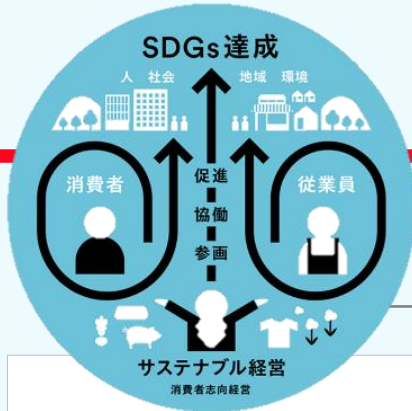 SDGs達成
人 社会
地域 環境
消費者
従業員
促進
協働
参画
サステナブル経営
消費者志向経営